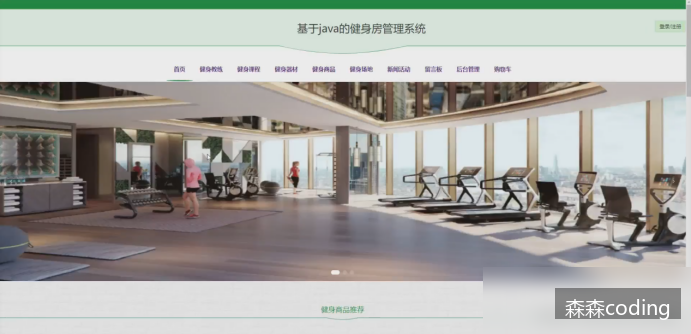 基于java的健身房管理系统
登录/注册
首页 健身教练 健身课程 健身器材 健身商品 健身场地 新闻活动 留言板 后台管理 购物车
健身商品推荐
森森coding